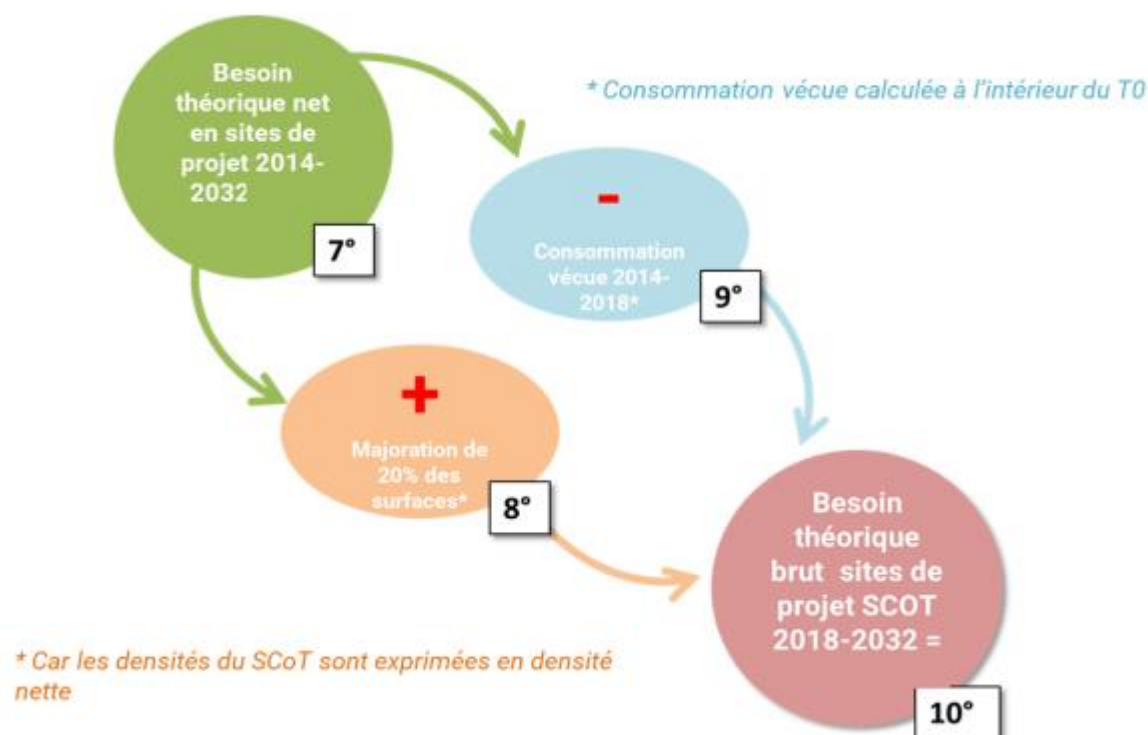 Besoin
théorique net
en sites de
projet 2014-
2032
7°
* Consommation vécue calculée à l'intérieur du T0
-
Consommation
vécue 2014-
2018*
9°
+
Majoration de
20% des
surfaces*
8°
Besoin
théorique
brut sites de
projet SCOT
2018-2032 =
10°
* Car les densités du SCoT sont exprimées en densité
nette